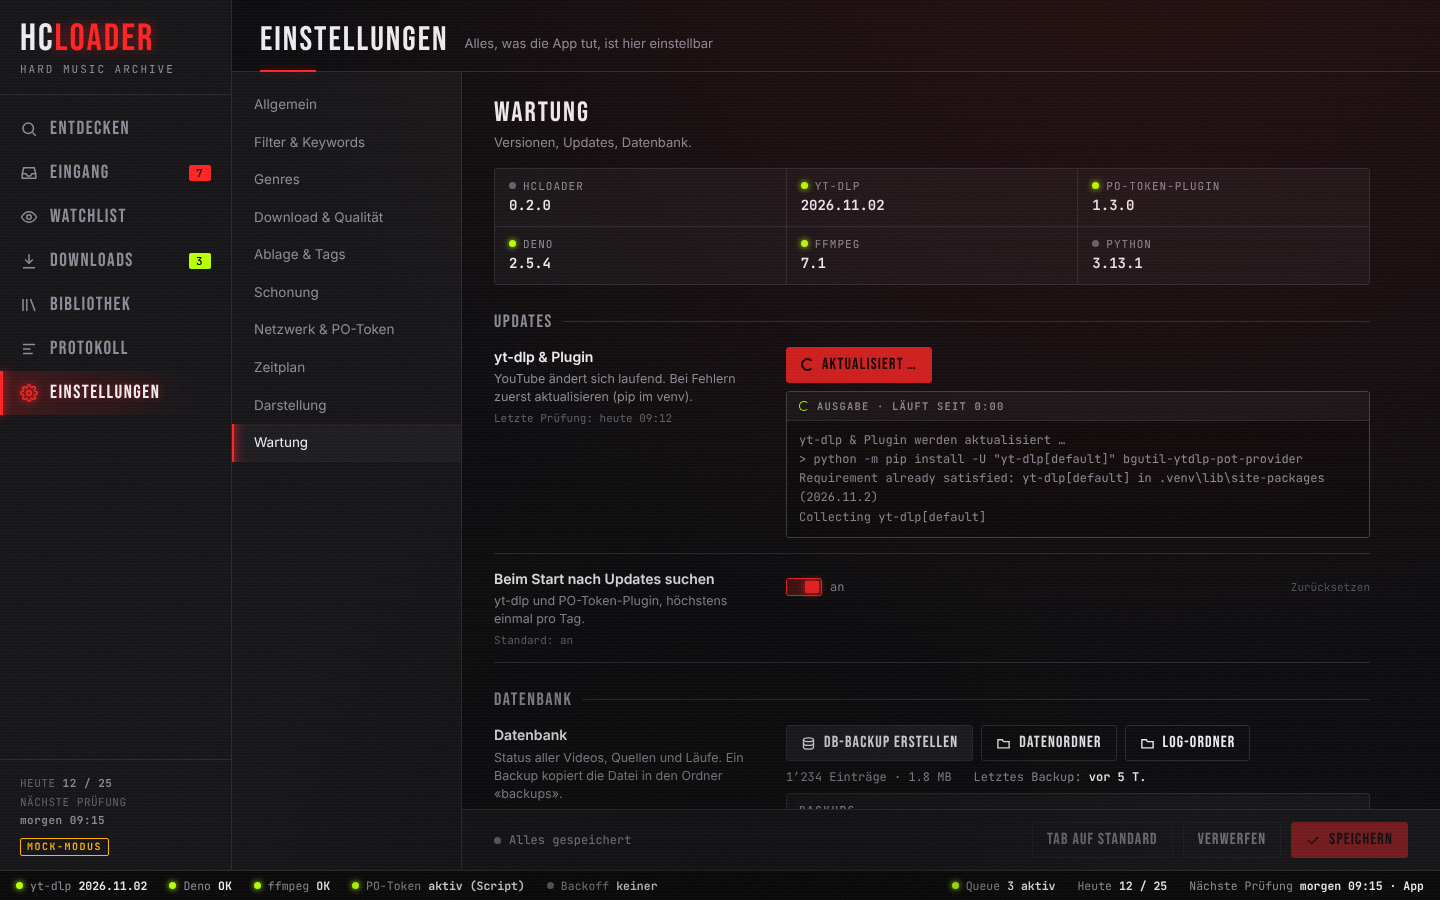 HCLOADER
HARD MUSIC ARCHIVE
ENTDECKEN
EINGANG 7
WATCHLIST
DOWNLOADS 3
BIBLIOTHEK
PROTOKOLL
EINSTELLUNGEN
HEUTE 12 / 25
NÄCHSTE PRÜFUNG
morgen 09:15
MOCK-MODUS
EINSTELLUNGEN Alles, was die App tut, ist hier einstellbar
Allgemein
Filter & Keywords
Genres
Download & Qualität
Ablage & Tags
Schonung
Netzwerk & PO-Token
Zeitplan
Darstellung
Wartung
WARTUNG
Versionen, Updates, Datenbank.
HCLOADER
0.2.0
YT-DLP
2026.11.02
PO-TOKEN-PLUGIN
1.3.0
DENO
2.5.4
FFMPEG
7.1
PYTHON
3.13.1
UPDATES
yt-dlp & Plugin
YouTube ändert sich laufend. Bei Fehlern
zuerst aktualisieren (pip im venv).
Letzte Prüfung: heute 09:12
AKTUALISIERT …
AUSGABE · LÄUFT SEIT 0:00
yt-dlp & Plugin werden aktualisiert …
> python -m pip install -U "yt-dlp[default]" bgutil-ytdlp-pot-provider
Requirement already satisfied: yt-dlp[default] in .venv\lib\site-packages
(2026.11.2)
Collecting yt-dlp[default]
Beim Start nach Updates suchen
yt-dlp und PO-Token-Plugin, höchstens
einmal pro Tag.
Standard: an
an
Zurücksetzen
DATENBANK
Datenbank
Status aller Videos, Quellen und Läufe. Ein
Backup kopiert die Datei in den Ordner
«backups».
DB-BACKUP ERSTELLEN
DATENORDNER
LOG-ORDNER
1’234 Einträge · 1.8 MB Letztes Backup: vor 5 T.
BACKUPS
Alles gespeichert
TAB AUF STANDARD
VERWERFEN
SPEICHERN
yt-dlp 2026.11.02 Deno OK ffmpeg OK PO-Token aktiv (Script) Backoff keiner Queue 3 aktiv Heute 12 / 25 Nächste Prüfung morgen 09:15 · App